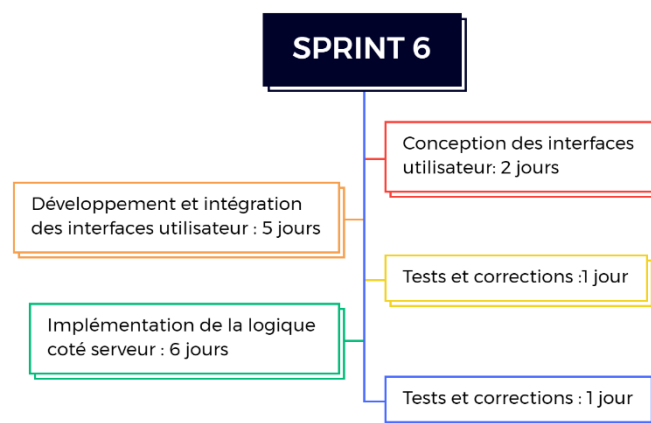 SPRINT 6
Conception des interfaces
utilisateur: 2 jours
Développement et intégration
des interfaces utilisateur : 5 jours
Tests et corrections :1 jour
Implémentation de la logique
coté serveur : 6 jours
Tests et corrections : 1 jour